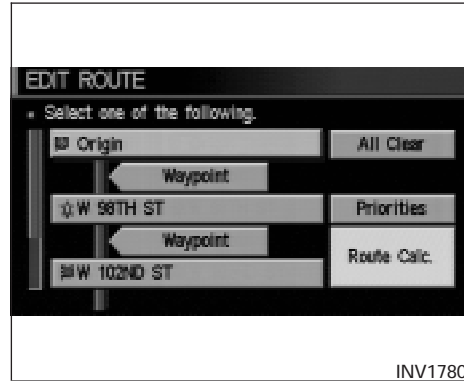 EDIT ROUTE
Select one of the following.
Origin
All Clear
Waypoint
W 98TH ST
Priorities
Waypoint
Route Calc.
W 102ND ST
INV1780